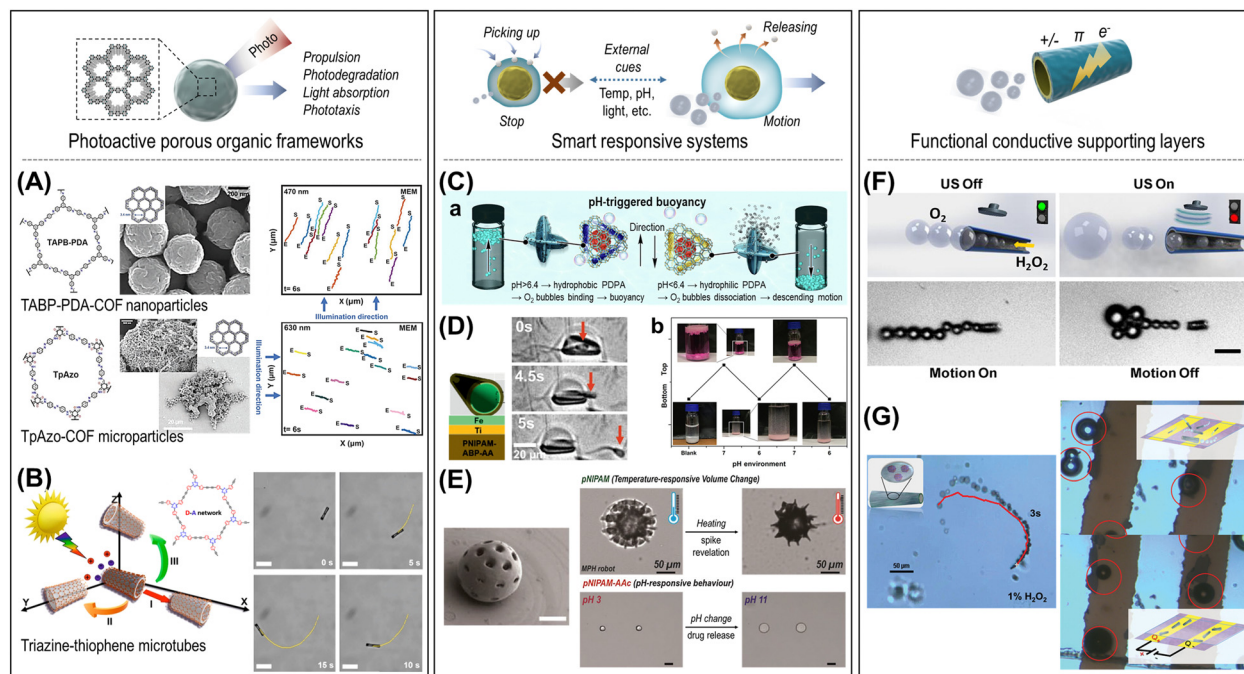 Photo
Propulsion
Photodegradation
Light absorption
Phototaxis
Photoactive porous organic frameworks
(A)
TAPB-PDA
200 nm
TABP-PDA-COF nanoparticles
TpAzo
20 µm
TpAzo-COF microparticles
470 nm
MEM
S
E
Y (µm)
t= 6s
X (µm)
Illumination direction
630 nm
MEM
E
S
Illumination
direction
Y (µm)
t= 6s
X (µm)
(B)
Z
D-A network
III
Y
I
X
II
Triazine-thiophene microtubes
0 s
5 s
15 s
10 s
Picking up
Stop
External
cues
Temp, pH,
light, etc.
Releasing
Motion
Smart responsive systems
(C)
a
pH-triggered buoyancy
Direction
pH>6.4 → hydrophobic PDPA
→ O2 bubbles binding → buoyancy
pH<6.4 → hydrophilic PDPA
→ O2 bubbles dissociation → descending motion
(D)
Fe
Ti
PNIPAM-
ABP-AA
0s
4.5s
5s
20 µm
b
Top
Bottom
Blank
7
6
7
6
pH environment
(E)
pNIPAM (Temperature-responsive Volume Change)
MPH robot
50 µm
Heating
spike
revelation
50 µm
pNIPAM-AAc (pH-responsive behaviour)
pH 3
pH change
drug release
pH 11
+/-
π
e-
Functional conductive supporting layers
(F)
US Off
US On
O2
H2O2
Motion On
Motion Off
(G)
3s
50 µm
1% H2O2